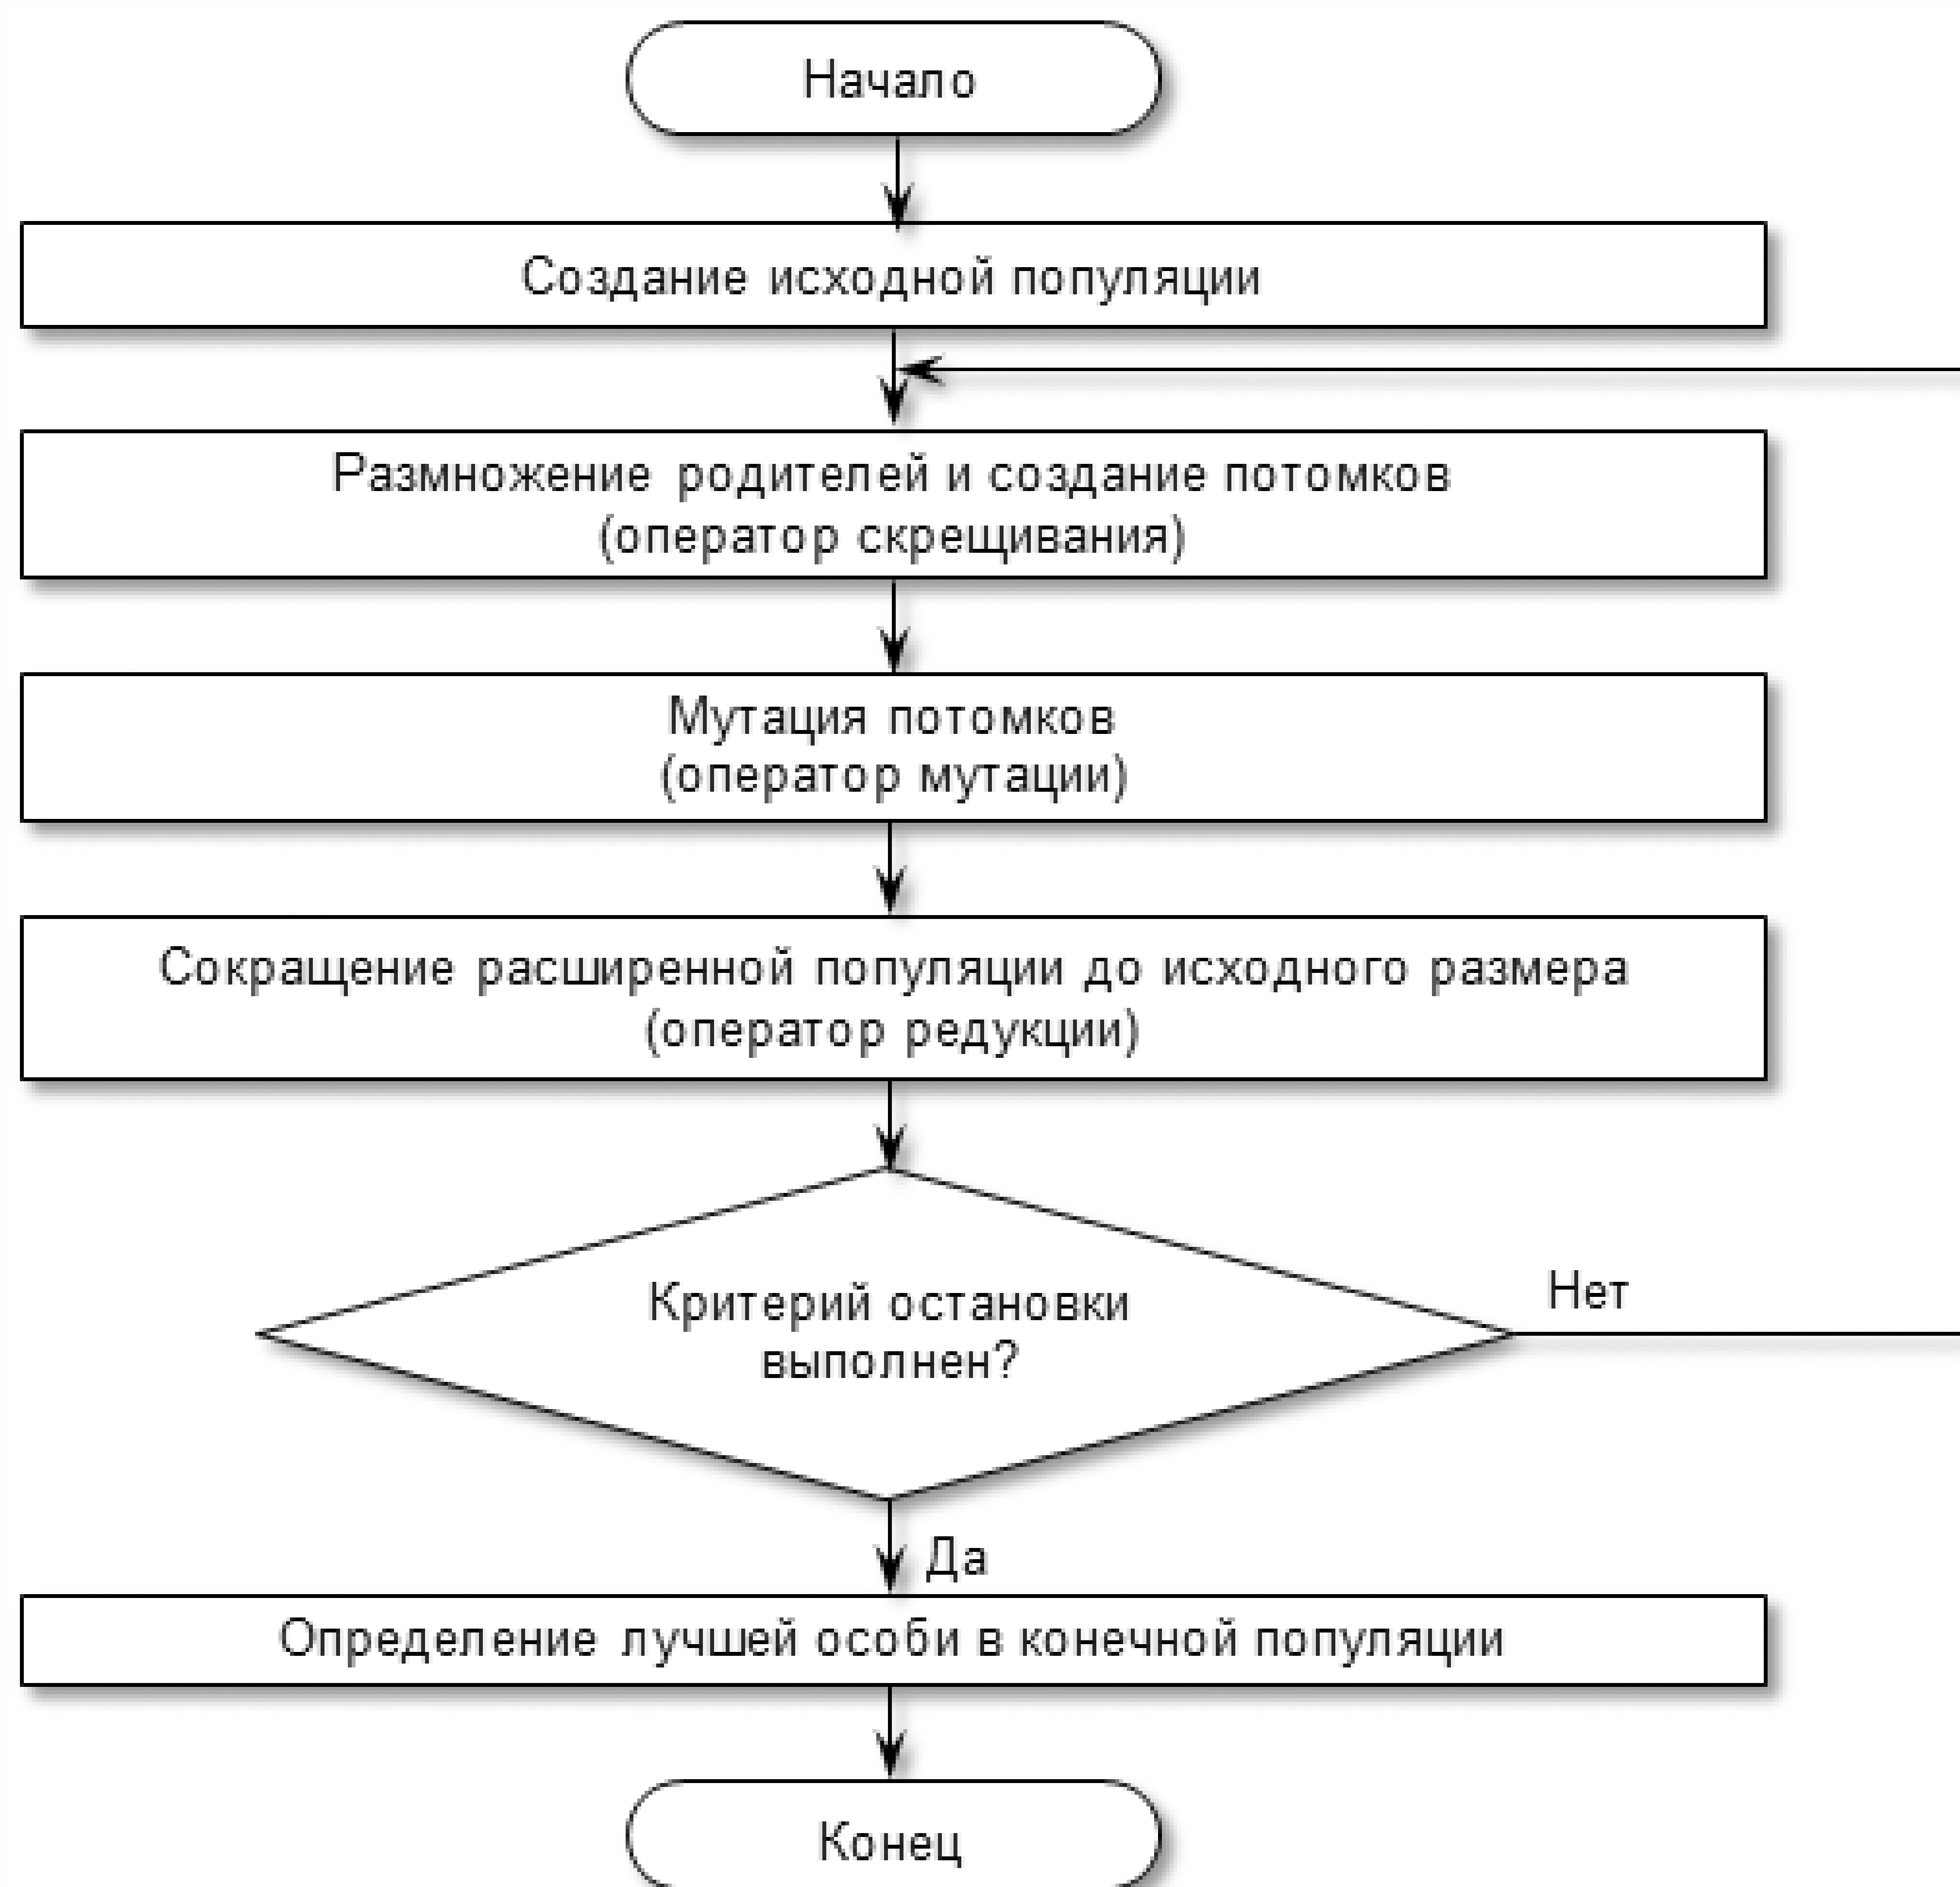 Начало
Создание исходной популяции
Размножение родителей и создание потомков
(оператор скрещивания)
Мутация потомков
(оператор мутации)
Сокращение расширенной популяции до исходного размера
(оператор редукции)
Критерий остановки
выполнен?
Нет
Да
Определение лучшей особи в конечной популяции
Конец